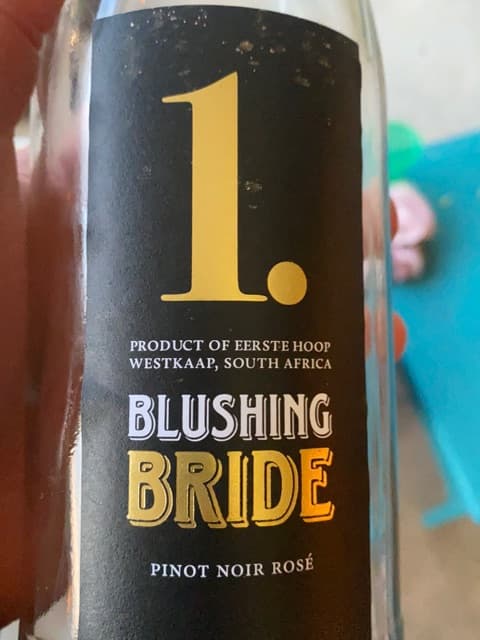 1.
PRODUCT OF EERSTE HOOP
WESTKAAP, SOUTH AFRICA
BLUSHING
BRIDE
PINOT NOIR ROSÉ